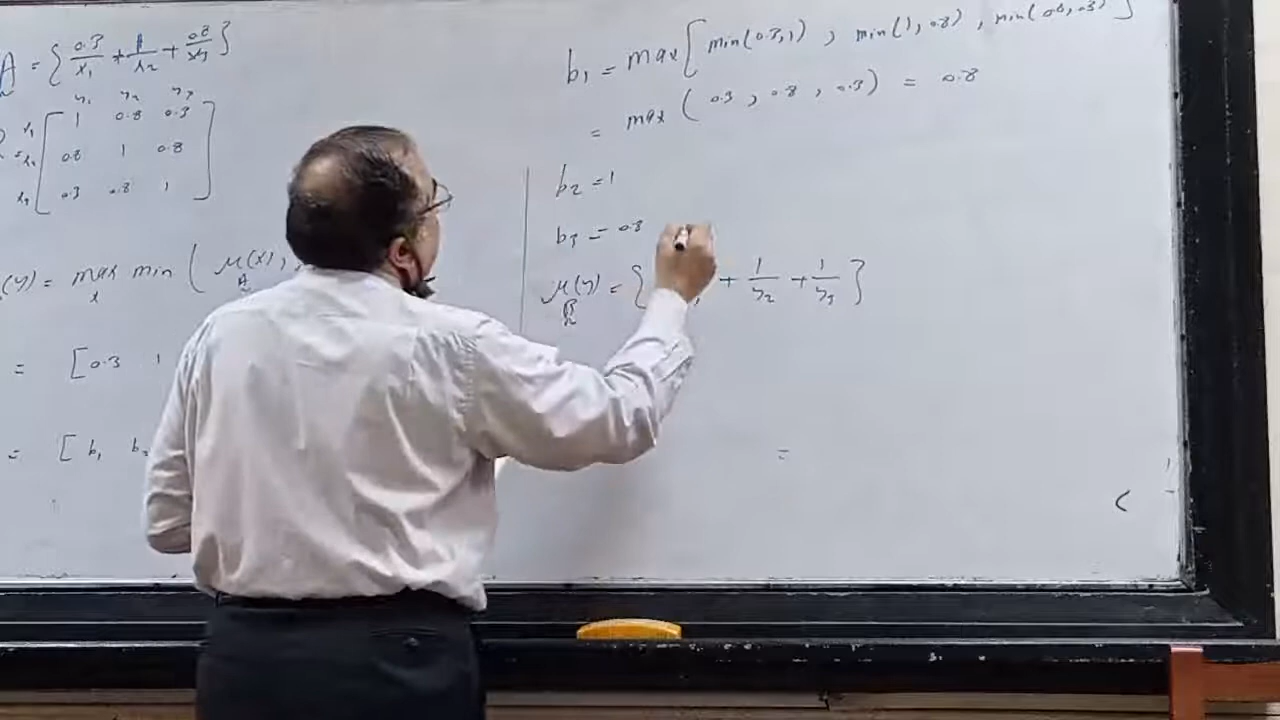 A = { 0.3/x₁ + 1/x₂ + 0.8/x₃ }
y₁ y₂ y₃
x₁ [ 1 0.8 0.3 ]
x₂ [ 0.8 1 0.8 ]
x₃ [ 0.3 0.8 1 ]
(y) = max min ( μ(x),
x A
= [ 0.3 1
= [ b₁ b₂
b₁ = max [ min(0.3,1) , min(1,0.8) , min(0.8,0.3) ]
= max ( 0.3 , 0.8 , 0.3 ) = 0.8
b₂ = 1
b₃ = 0.8
μ(y) = { + 1/y₂ + 1/y₃ }
B
=
(